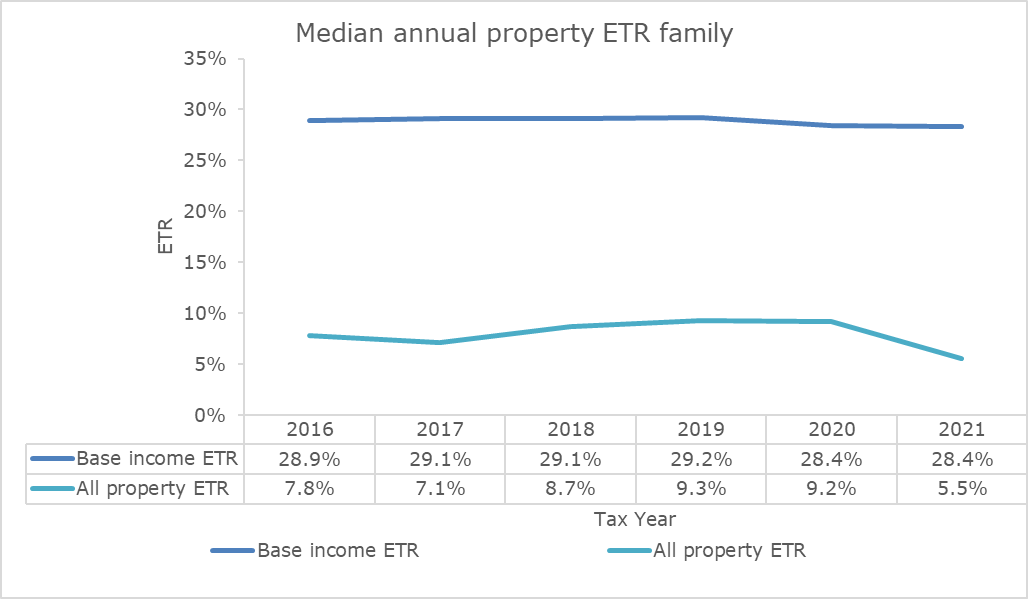 Median annual property ETR family
35%
30%
25%
20%
15%
10%
5%
0%
ETR
2016 2017 2018 2019 2020 2021
Base income ETR 28.9% 29.1% 29.1% 29.2% 28.4% 28.4%
All property ETR 7.8% 7.1% 8.7% 9.3% 9.2% 5.5%
Tax Year
Base income ETR All property ETR